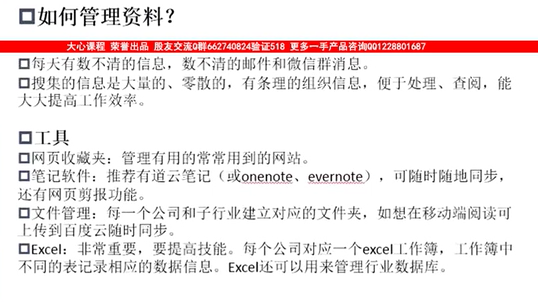 如何管理资料？
大心课程 荣誉出品 股友交流Q群662740824验证518 更多一手产品咨询QQ1228801687
每天有数不清的信息，数不清的邮件和微信群消息。
搜集的信息是大量的、零散的，有条理的组织信息，便于处理、查阅，能
大大提高工作效率。
工具
网页收藏夹：管理有用的常常用到的网站。
笔记软件：推荐有道云笔记（或onenote、evernote），可随时随地同步，
还有网页剪报功能。
文件管理：每一个公司和子行业建立对应的文件夹，如想在移动端阅读可
上传到百度云随时同步。
Excel：非常重要，要提高技能。每个公司对应一个excel工作簿，工作簿中
不同的表记录相应的数据信息。Excel还可以用来管理行业数据库。